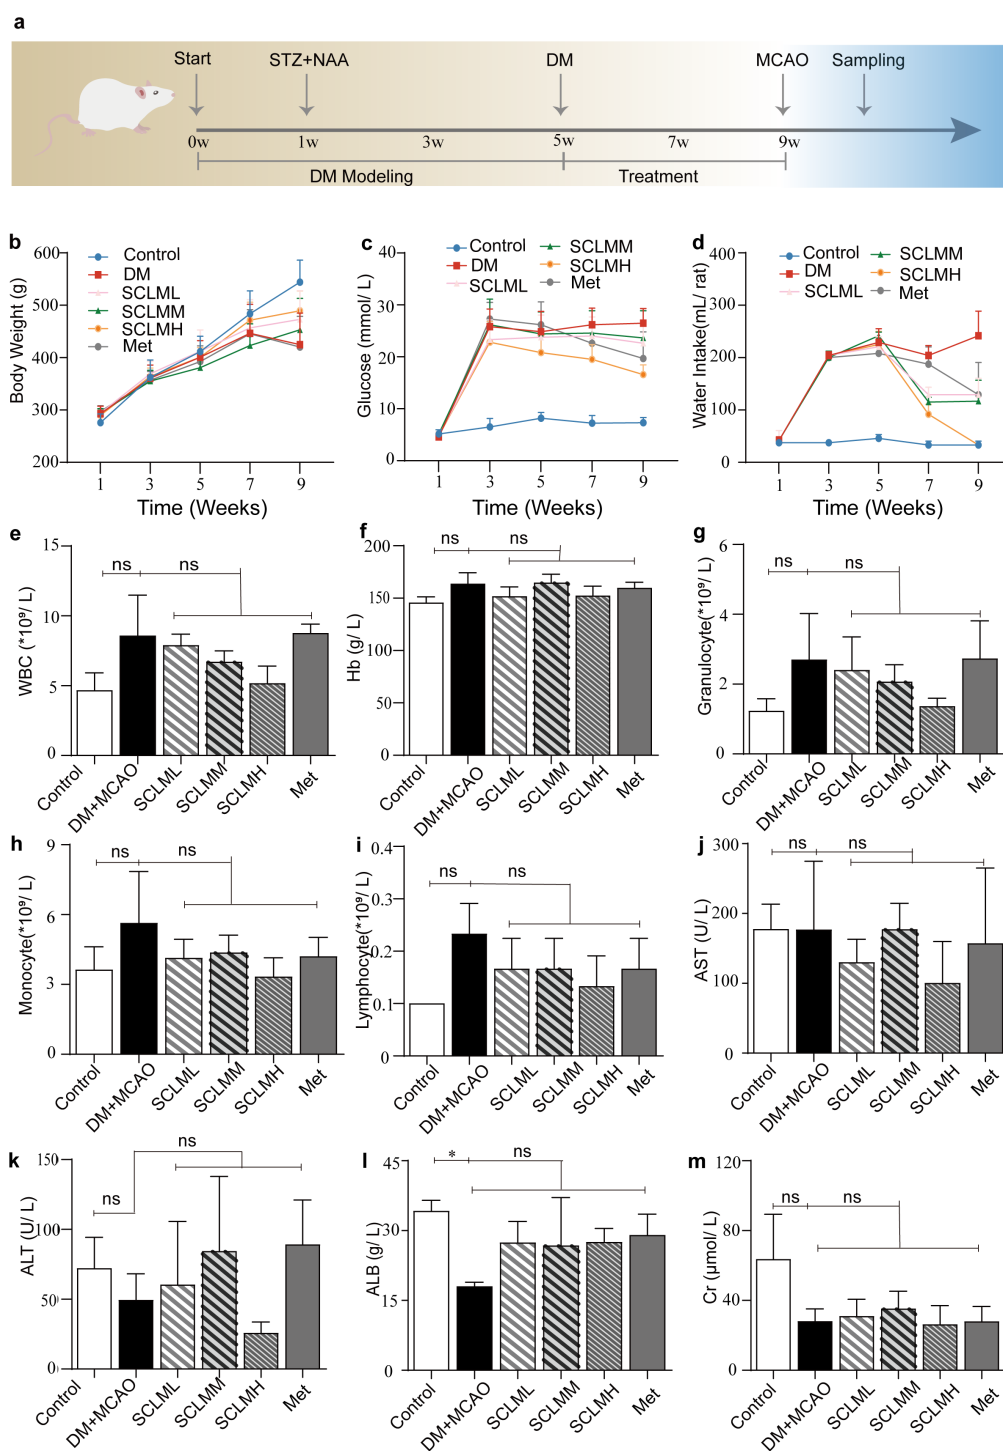 a
Start STZ+NAA DM MCAO Sampling
0w 1w 3w 5w 7w 9w
DM Modeling Treatment
b
Body Weight (g)
600
500
400
300
200
Control
DM
SCLML
SCLMM
SCLMH
Met
1 3 5 7 9
Time (Weeks)
c
Glucose (mmol/ L)
40
30
20
10
0
Control
DM
SCLML
SCLMM
SCLMH
Met
1 3 5 7 9
Time (Weeks)
d
Water Intake(mL/ rat)
400
300
200
100
0
Control
DM
SCLML
SCLMM
SCLMH
Met
1 3 5 7 9
Time (Weeks)
e
WBC (*10⁹/ L)
15
10
5
0
ns ns
Control DM+MCAO SCLML SCLMM SCLMH Met
f
Hb (g/ L)
200
150
100
50
0
ns ns
Control DM+MCAO SCLML SCLMM SCLMH Met
g
Granulocyte(*10⁹/ L)
6
4
2
0
ns ns
Control DM+MCAO SCLML SCLMM SCLMH Met
h
Monocyte(*10⁹/ L)
9
6
3
0
ns ns
Control DM+MCAO SCLML SCLMM SCLMH Met
i
Lymphocyte(*10⁹/ L)
0.4
0.3
0.2
0.1
0
ns ns
Control DM+MCAO SCLML SCLMM SCLMH Met
j
AST (U/ L)
300
200
100
0
ns ns
Control DM+MCAO SCLML SCLMM SCLMH Met
k
ALT (U/ L)
150
100
50
0
ns ns
Control DM+MCAO SCLML SCLMM SCLMH Met
l
ALB (g/ L)
45
30
15
0
* ns
Control DM+MCAO SCLML SCLMM SCLMH Met
m
Cr (μmol/ L)
120
80
40
0
ns ns
Control DM+MCAO SCLML SCLMM SCLMH Met